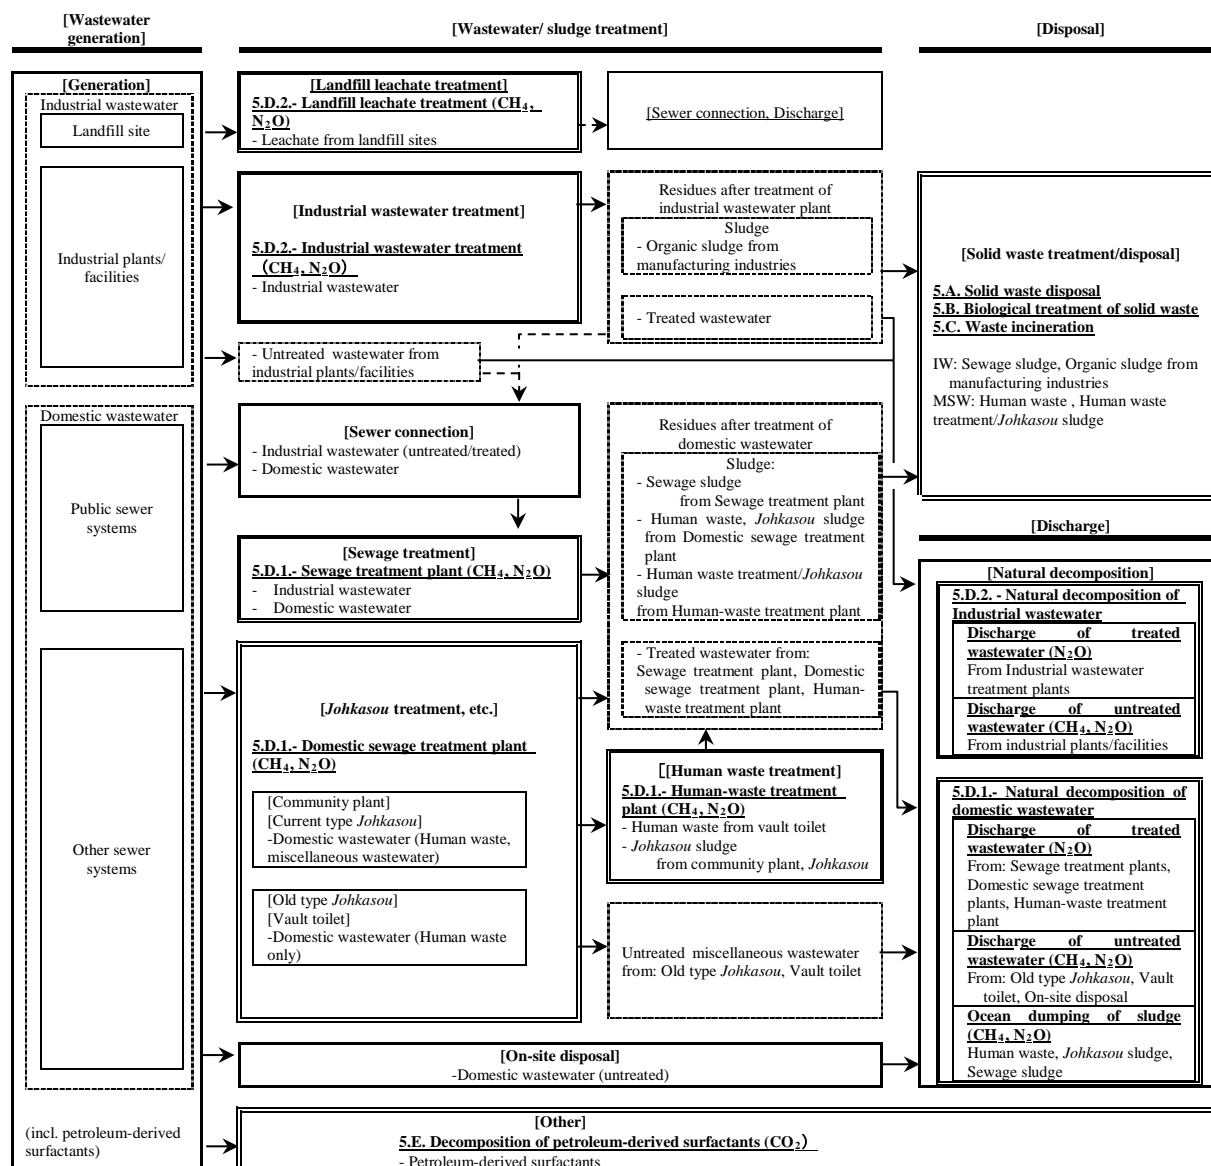 [Wastewater
generation]
[Wastewater/ sludge treatment]
[Disposal]
[Generation]
Industrial wastewater
Landfill site
Industrial plants/
facilities
Domestic wastewater
Public sewer
systems
Other sewer
systems
(incl. petroleum-derived
surfactants)
[Landfill leachate treatment]
5.D.2.- Landfill leachate treatment (CH₄,
N₂O)
- Leachate from landfill sites
[Sewer connection, Discharge]
[Industrial wastewater treatment]
5.D.2.- Industrial wastewater treatment
(CH₄, N₂O)
- Industrial wastewater
Residues after treatment of
industrial wastewater plant
Sludge
- Organic sludge from
manufacturing industries
- Treated wastewater
- Untreated wastewater from
industrial plants/facilities
[Sewer connection]
- Industrial wastewater (untreated/treated)
- Domestic wastewater
[Sewage treatment]
5.D.1.- Sewage treatment plant (CH₄, N₂O)
- Industrial wastewater
- Domestic wastewater
Residues after treatment of
domestic wastewater
Sludge:
- Sewage sludge
from Sewage treatment plant
- Human waste, Johkasou sludge
from Domestic sewage treatment
plant
- Human waste treatment/Johkasou
sludge
from Human-waste treatment plant
- Treated wastewater from:
Sewage treatment plant, Domestic
sewage treatment plant, Human-
waste treatment plant
[Johkasou treatment, etc.]
5.D.1.- Domestic sewage treatment plant
(CH₄, N₂O)
[Community plant]
[Current type Johkasou]
-Domestic wastewater (Human waste,
miscellaneous wastewater)
[Old type Johkasou]
[Vault toilet]
-Domestic wastewater (Human waste
only)
[[Human waste treatment]
5.D.1.- Human-waste treatment
plant (CH₄, N₂O)
- Human waste from vault toilet
- Johkasou sludge
from community plant, Johkasou
Untreated miscellaneous wastewater
from: Old type Johkasou, Vault toilet
[On-site disposal]
-Domestic wastewater (untreated)
[Other]
5.E. Decomposition of petroleum-derived surfactants (CO₂)
- Petroleum-derived surfactants
[Solid waste treatment/disposal]
5.A. Solid waste disposal
5.B. Biological treatment of solid waste
5.C. Waste incineration
IW: Sewage sludge, Organic sludge from
manufacturing industries
MSW: Human waste , Human waste
treatment/Johkasou sludge
[Discharge]
[Natural decomposition]
5.D.2. - Natural decomposition of
Industrial wastewater
Discharge of treated
wastewater (N₂O)
From Industrial wastewater
treatment plants
Discharge of untreated
wastewater (CH₄, N₂O)
From industrial plants/facilities
5.D.1.- Natural decomposition of
domestic wastewater
Discharge of treated
wastewater (N₂O)
From: Sewage treatment plants,
Domestic sewage treatment
plants, Human-waste treatment
plant
Discharge of untreated
wastewater (CH₄, N₂O)
From: Old type Johkasou, Vault
toilet, On-site disposal
Ocean dumping of sludge
(CH₄, N₂O)
Human waste, Johkasou sludge,
Sewage sludge